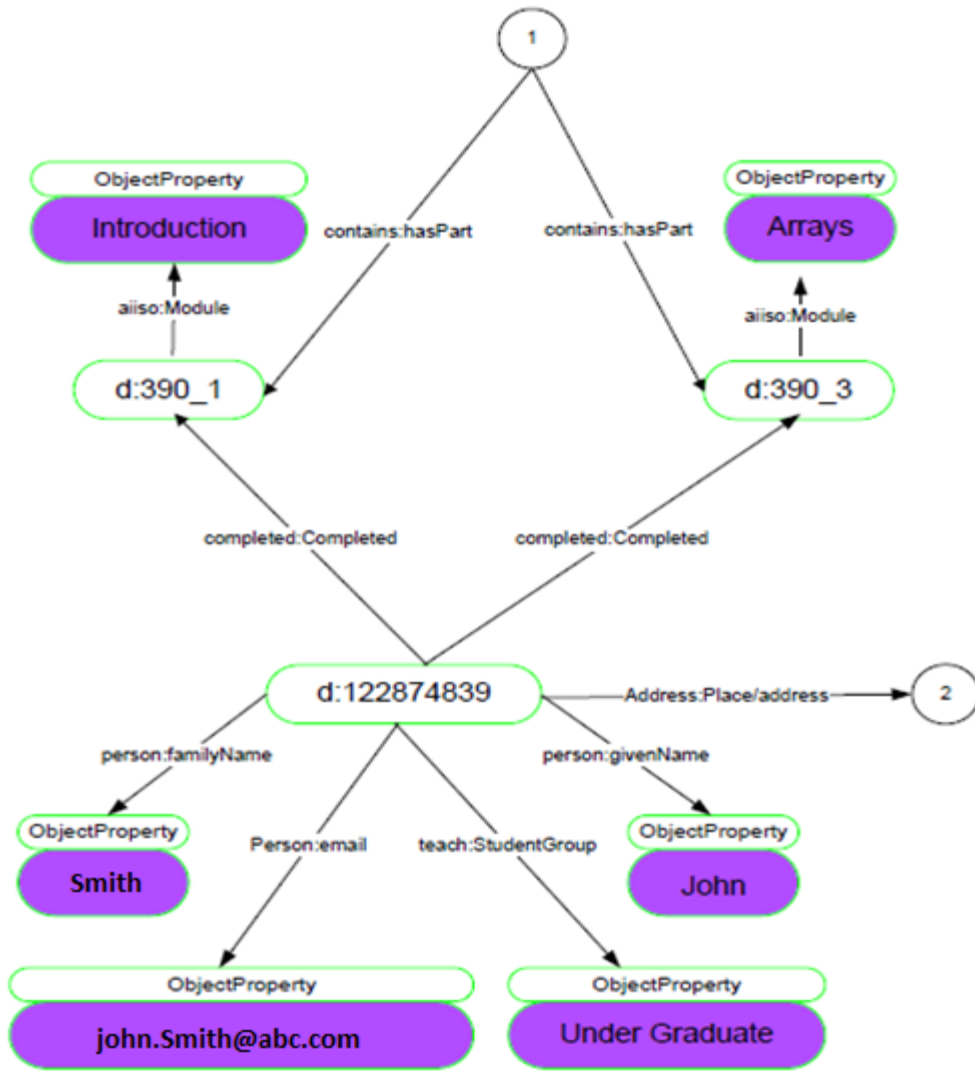 1
ObjectProperty
Introduction
ObjectProperty
Arrays
contains:hasPart
contains:hasPart
aiiso:Module
aiiso:Module
d:390_1
d:390_3
completed:Completed
completed:Completed
d:122874839
Address:Place/address
2
person:familyName
person:givenName
ObjectProperty
Smith
Person:email
teach:StudentGroup
ObjectProperty
John
ObjectProperty
john.Smith@abc.com
ObjectProperty
Under Graduate